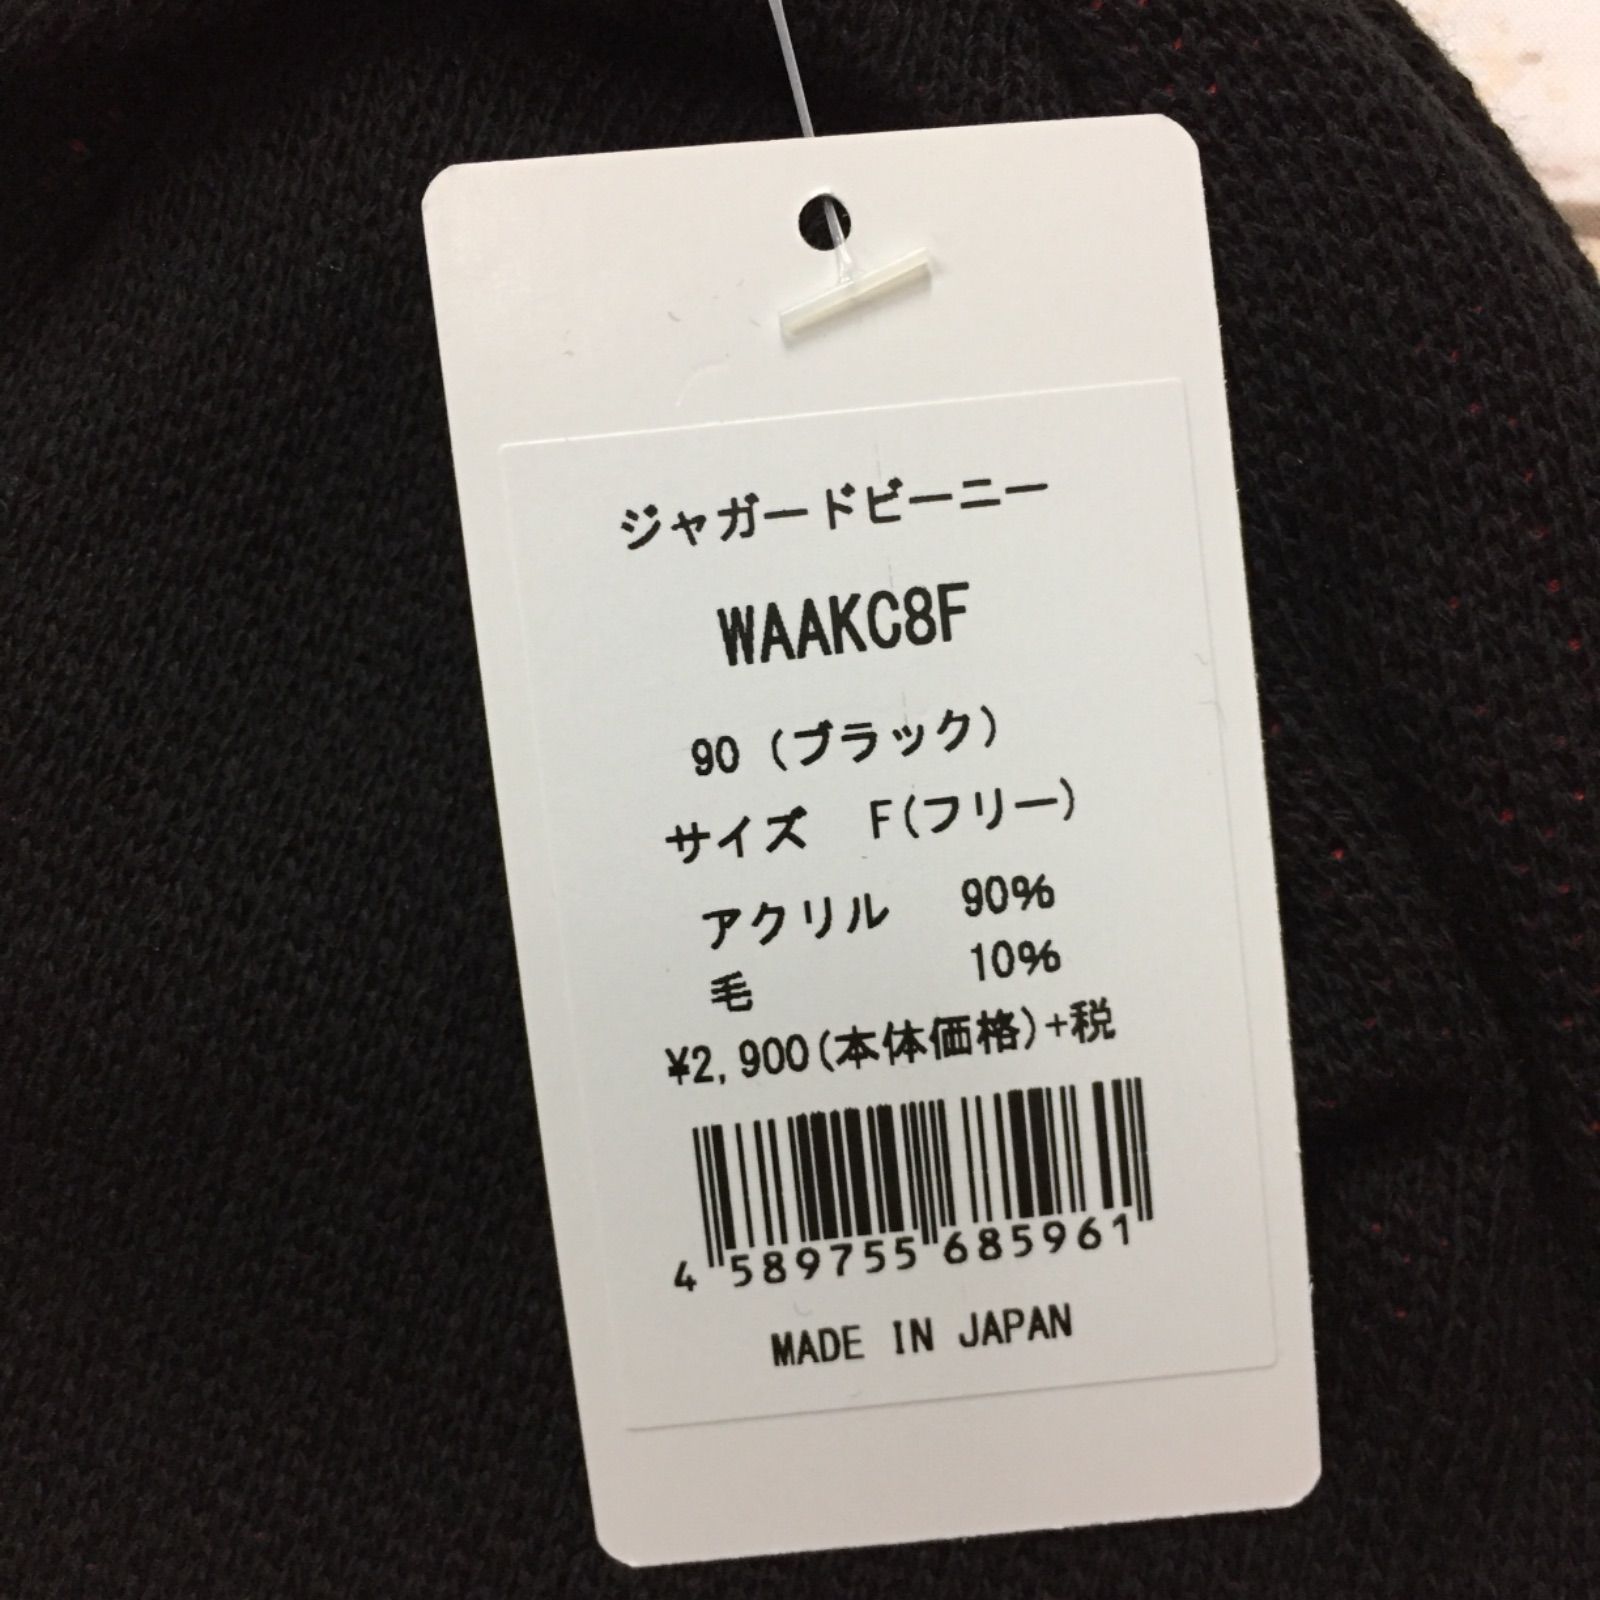 ジャガードビーニー
WAAKC8F
90 (ブラック)
サイズ F(フリー)
アクリル 90%
毛 10%
¥2,900(本体価格)+税
4 589755 685961
MADE IN JAPAN